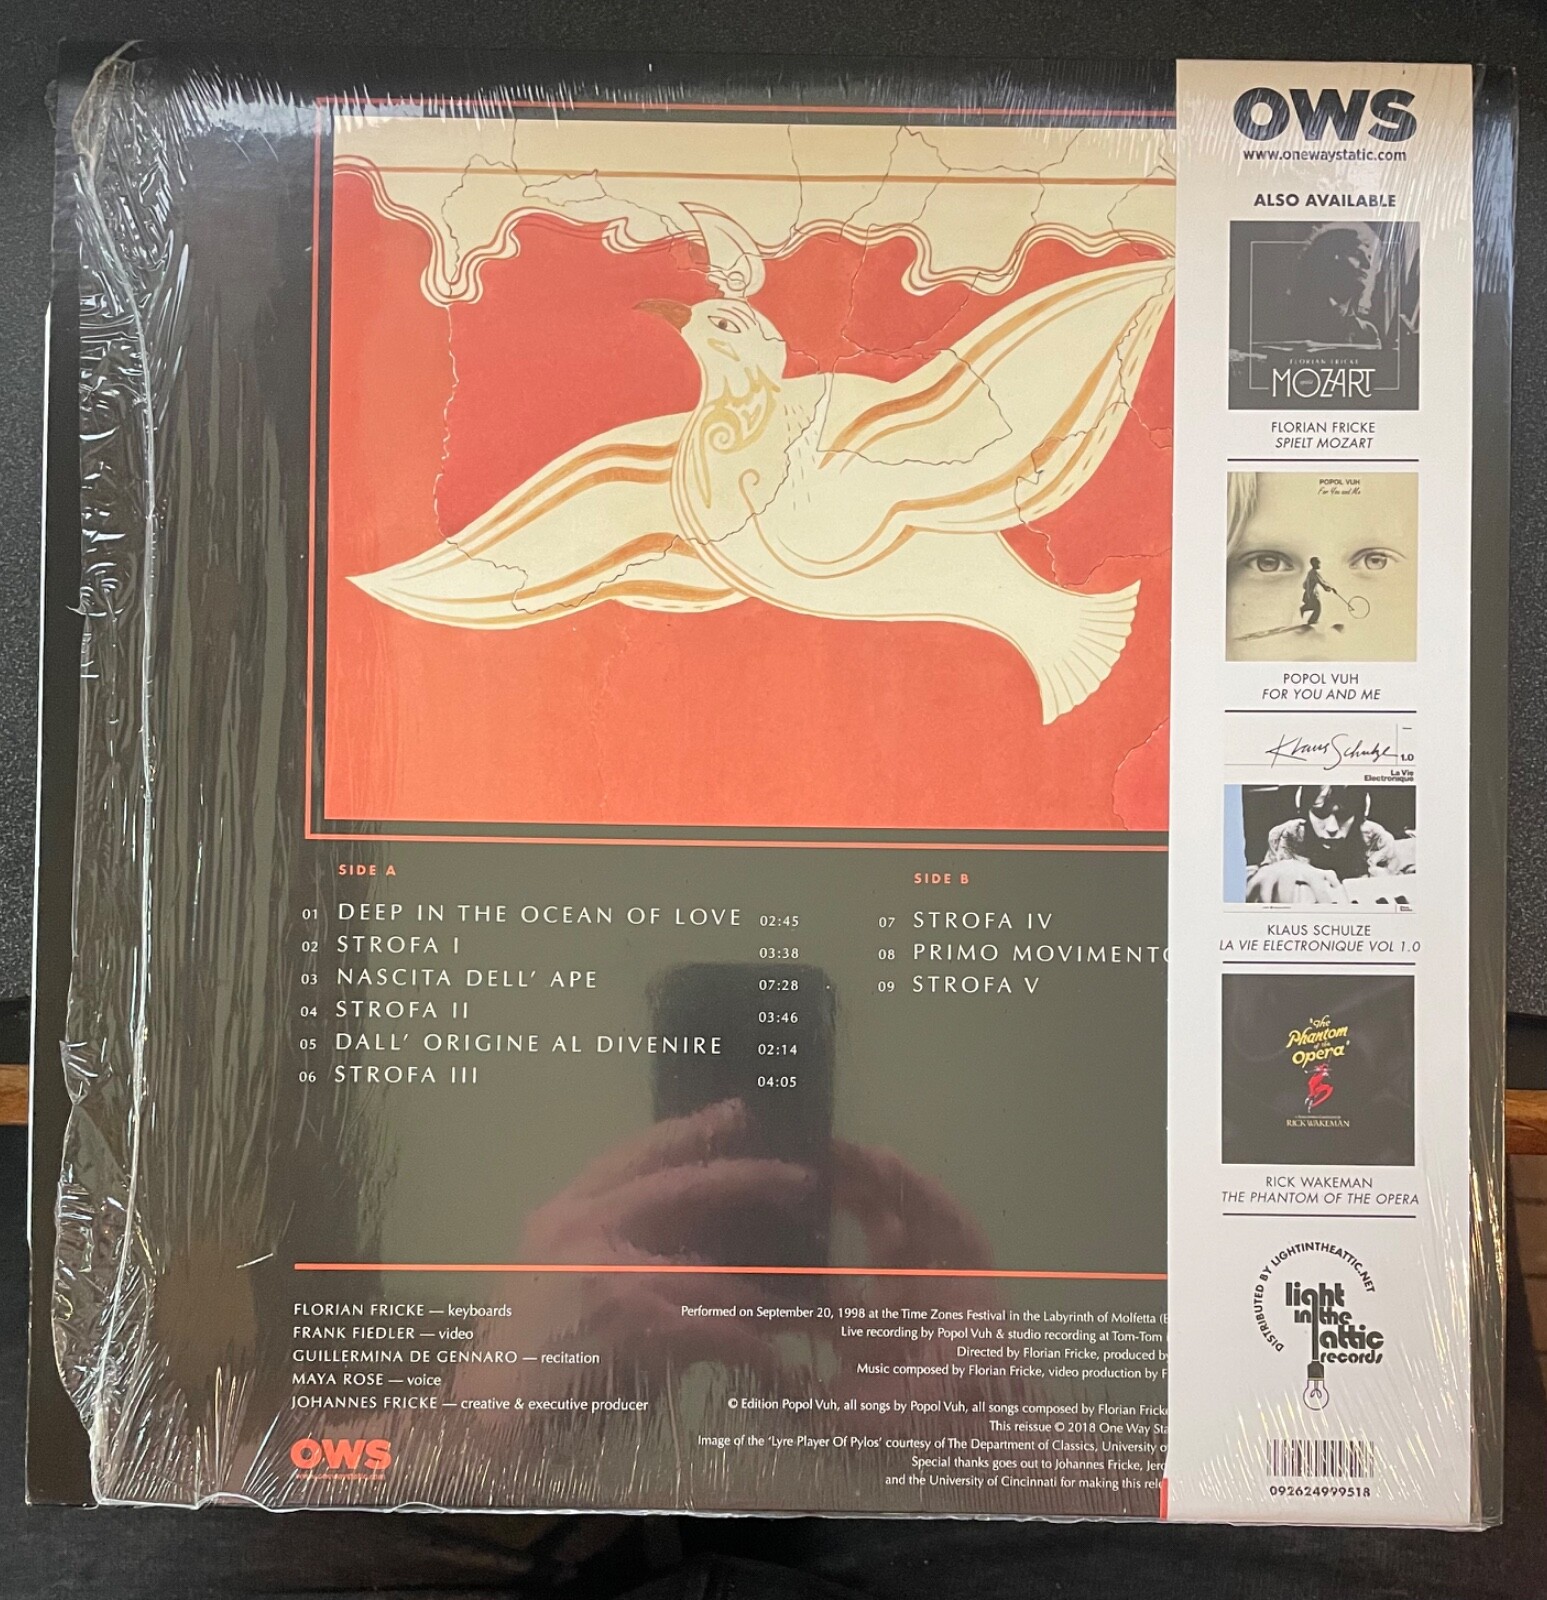 SIDE A
01 DEEP IN THE OCEAN OF LOVE 02:45
02 STROFA I 03:38
03 NASCITA DELL' APE 07:28
04 STROFA II 03:46
05 DALL' ORIGINE AL DIVENIRE 02:14
06 STROFA III 04:05
SIDE B
07 STROFA IV
08 PRIMO MOVIMENTO
09 STROFA V
FLORIAN FRICKE — keyboards
FRANK FIEDLER — video
GUILLERMINA DE GENNARO — recitation
MAYA ROSE — voice
JOHANNES FRICKE — creative & executive producer
OWS
www.onewaystatic.com
Performed on September 20, 1998 at the Time Zones Festival in the Labyrinth of Molfetta
Live recording by Popol Vuh & studio recording at Tom-Tom
Directed by Florian Fricke, produced by
Music composed by Florian Fricke, video production by
© Edition Popol Vuh, all songs by Popol Vuh, all songs composed by Florian Fricke
This reissue © 2018 One Way
Image of the 'Lyre Player Of Pylos' courtesy of The Department of Classics, University
Special thanks goes out to Johannes Fricke,
and the University of Cincinnati for making this
OWS
www.onewaystatic.com
ALSO AVAILABLE
FLORIAN FRICKE
MOZART
FLORIAN FRICKE
SPIELT MOZART
POPOL VUH
For You and Me
POPOL VUH
FOR YOU AND ME
Klaus Schulze 1.0
La Vie
Electronique
KLAUS SCHULZE
LA VIE ELECTRONIQUE VOL 1.0
'The
Phantom
of the
Opera'
RICK WAKEMAN
RICK WAKEMAN
THE PHANTOM OF THE OPERA
DISTRIBUTED BY LIGHTINTHEATTIC.NET
light
in the
attic
records
092624999518